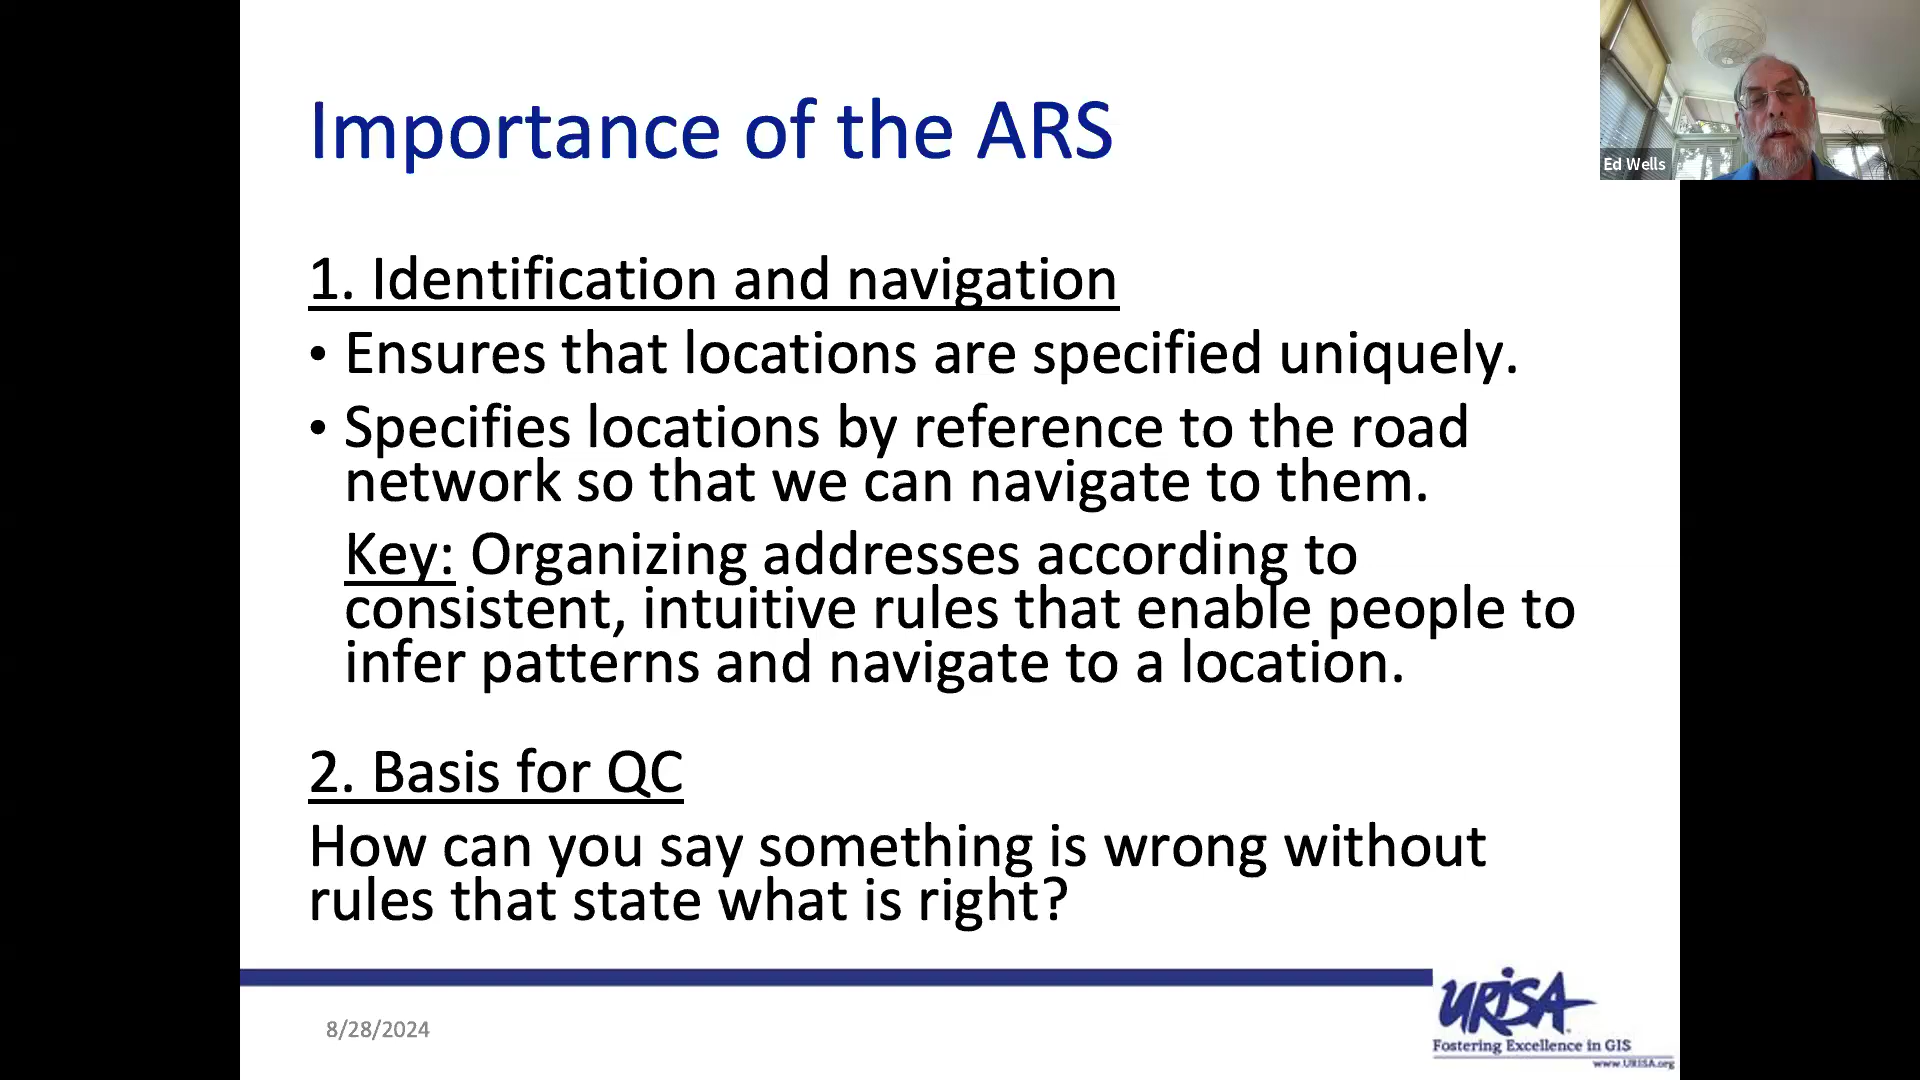 Importance of the ARS
Ed Wells
1. Identification and navigation
• Ensures that locations are specified uniquely.
• Specifies locations by reference to the road
network so that we can navigate to them.
Key: Organizing addresses according to
consistent, intuitive rules that enable people to
infer patterns and navigate to a location.
2. Basis for QC
How can you say something is wrong without
rules that state what is right?
8/28/2024
URISA
Fostering Excellence in GIS
www.URISA.org